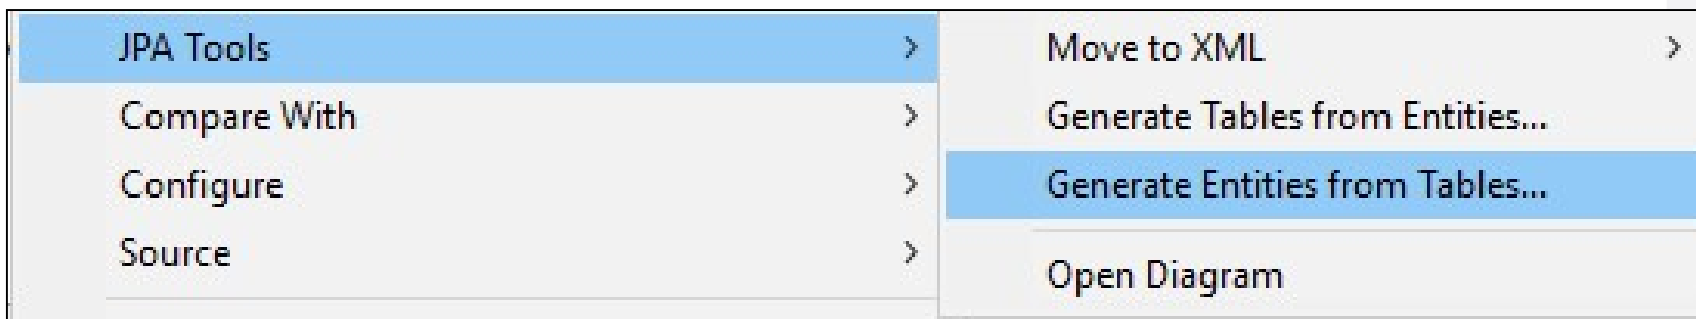 JPA Tools
Compare With
Configure
Source
Move to XML
Generate Tables from Entities...
Generate Entities from Tables...
Open Diagram